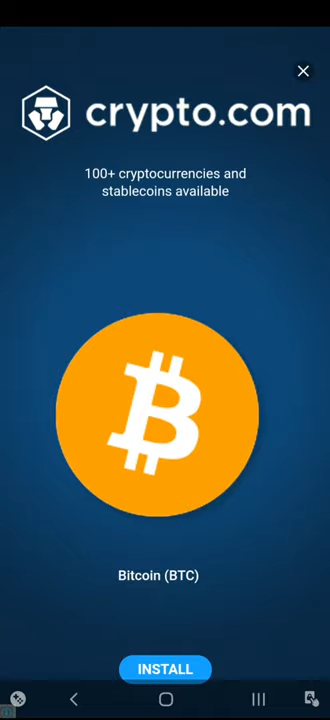 crypto.com
100+ cryptocurrencies and
stablecoins available
Bitcoin (BTC)
INSTALL